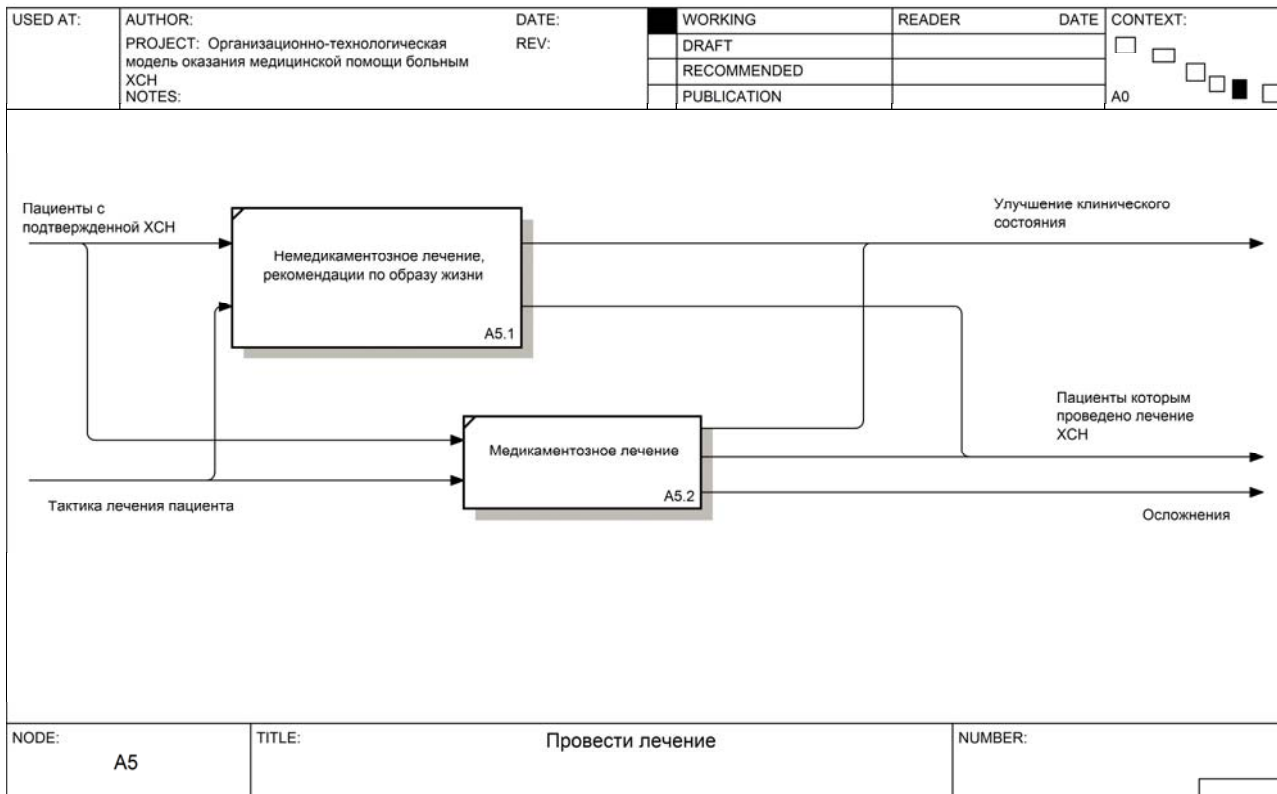 USED AT:
AUTHOR:
DATE:
PROJECT: Организационно-технологическая
REV:
модель оказания медицинской помощи больным
ХСН
NOTES:
WORKING
DRAFT
RECOMMENDED
PUBLICATION
READER
DATE
CONTEXT:
A0
Пациенты с
подтвержденной ХСН
Немедикаментозное лечение,
рекомендации по образу жизни
A5.1
Улучшение клинического
состояния
Пациенты которым
проведено лечение
ХСН
Медикаментозное лечение
A5.2
Тактика лечения пациента
Осложнения
NODE:
A5
TITLE:
Провести лечение
NUMBER: